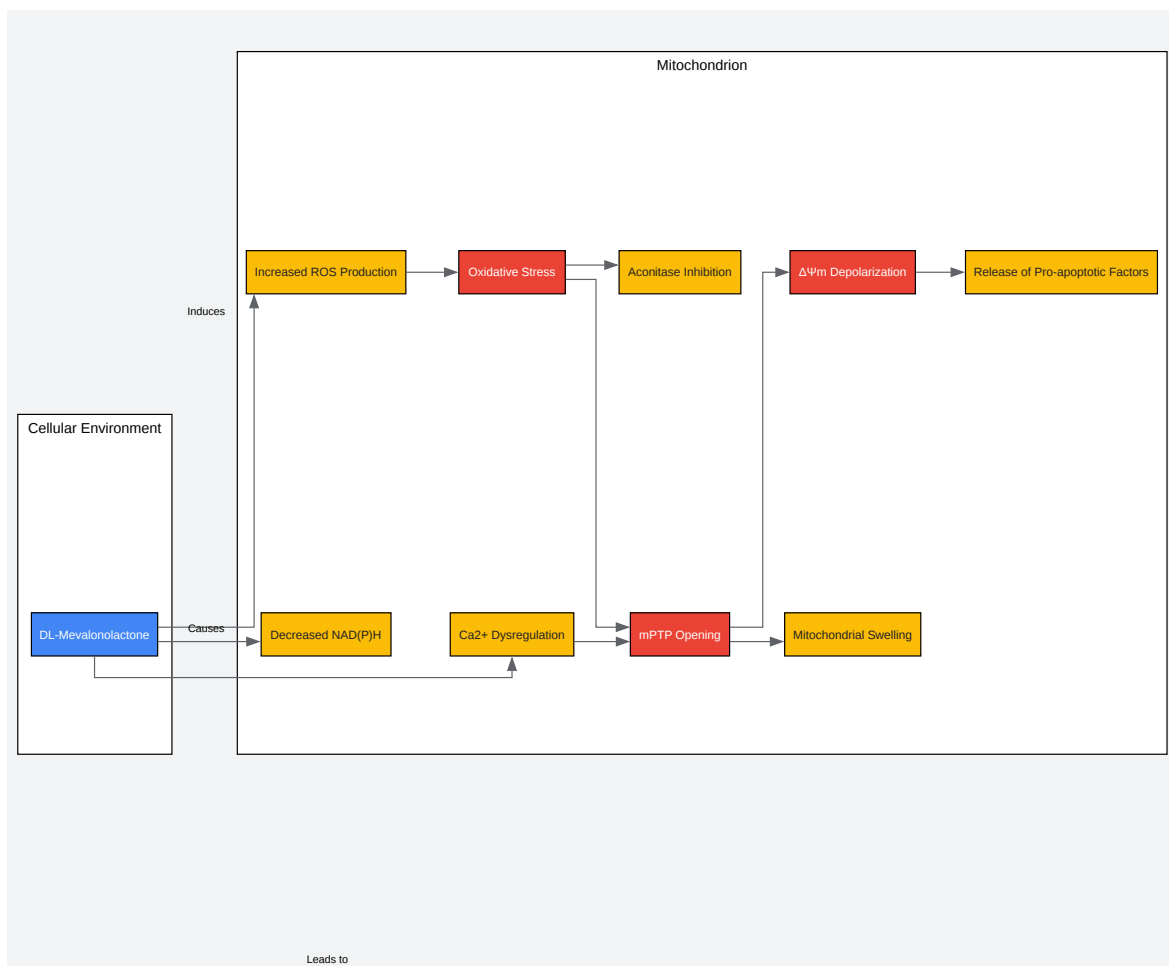 Mitochondrion
Increased ROS Production
Oxidative Stress
Aconitase Inhibition
ΔΨm Depolarization
Release of Pro-apoptotic Factors
Induces
Cellular Environment
DL-Mevalonolactone
Causes
Decreased NAD(P)H
Ca2+ Dysregulation
mPTP Opening
Mitochondrial Swelling
Leads to